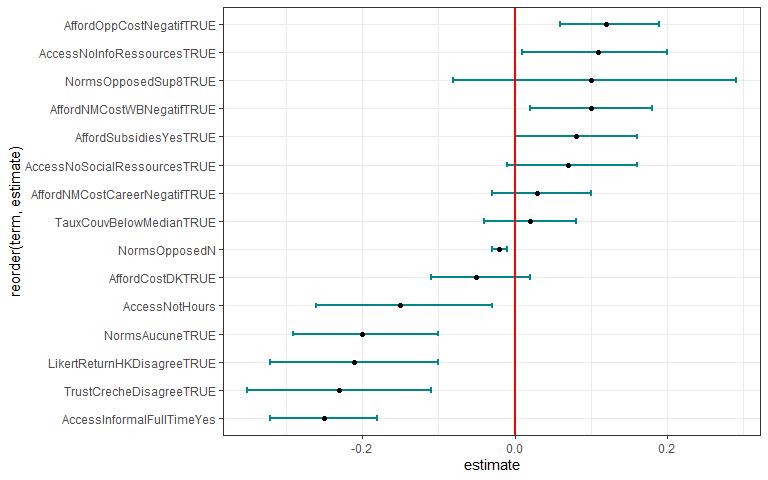 AffordOppCostNegatifTRUE
AccessNoInfoRessourcesTRUE
NormsOpposedSup8TRUE
AffordNMCostWBNegatifTRUE
AffordSubsidiesYesTRUE
AccessNoSocialRessourcesTRUE
AffordNMCostCareerNegatifTRUE
TauxCouvBelowMedianTRUE
NormsOpposedN
AffordCostDKTRUE
AccessNotHours
NormsAucuneTRUE
LikertReturnHKDisagreeTRUE
TrustCrecheDisagreeTRUE
AccessInformalFullTimeYes
reorder(term, estimate)
-0.2 0.0 0.2
estimate